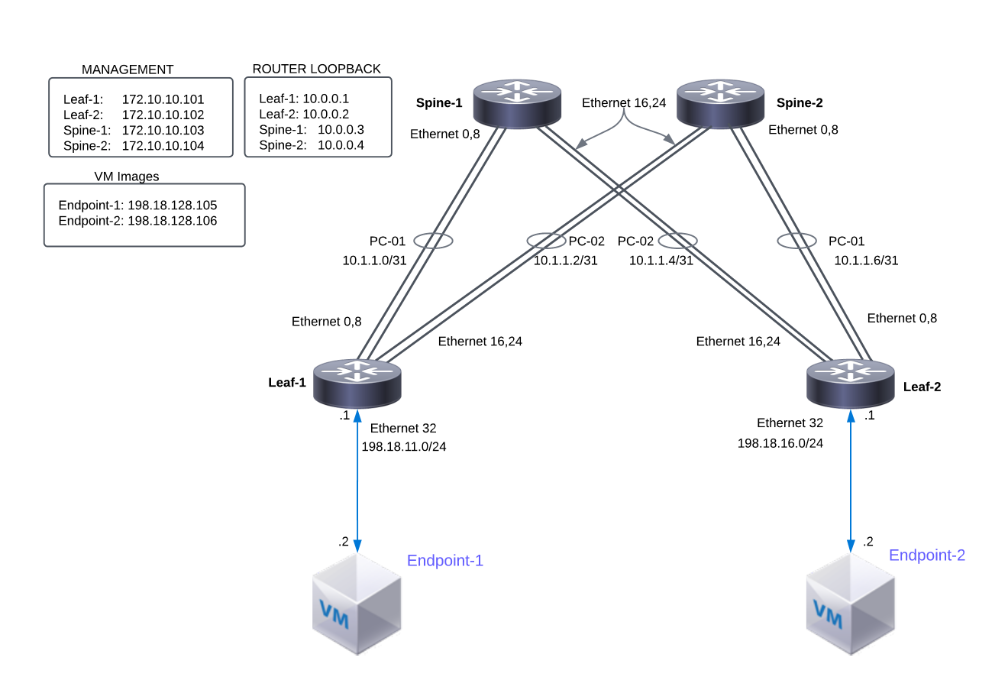 MANAGEMENT
Leaf-1: 172.10.10.101
Leaf-2: 172.10.10.102
Spine-1: 172.10.10.103
Spine-2: 172.10.10.104
ROUTER LOOPBACK
Leaf-1: 10.0.0.1
Leaf-2: 10.0.0.2
Spine-1: 10.0.0.3
Spine-2: 10.0.0.4
VM Images
Endpoint-1: 198.18.128.105
Endpoint-2: 198.18.128.106
Spine-1
Ethernet 16,24
Spine-2
Ethernet 0,8
Ethernet 0,8
PC-01
10.1.1.0/31
PC-02
10.1.1.2/31
PC-02
10.1.1.4/31
PC-01
10.1.1.6/31
Ethernet 0,8
Ethernet 16,24
Ethernet 16,24
Ethernet 0,8
Leaf-1
Leaf-2
.1
Ethernet 32
198.18.11.0/24
.1
Ethernet 32
198.18.16.0/24
.2
Endpoint-1
.2
Endpoint-2
VM
VM